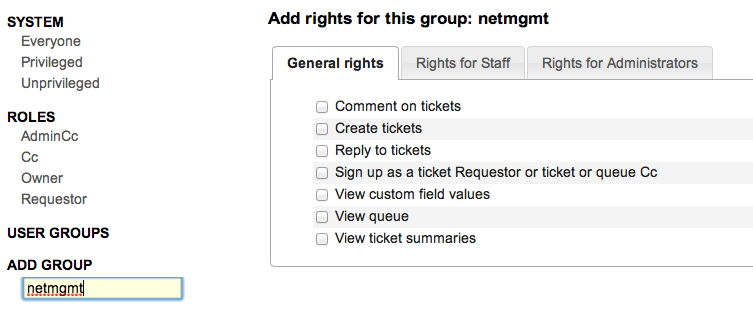 SYSTEM
Everyone
Privileged
Unprivileged
ROLES
AdminCc
Cc
Owner
Requestor
USER GROUPS
ADD GROUP
netmgmt
Add rights for this group: netmgmt
General rights
Rights for Staff
Rights for Administrators
Comment on tickets
Create tickets
Reply to tickets
Sign up as a ticket Requestor or ticket or queue Cc
View custom field values
View queue
View ticket summaries